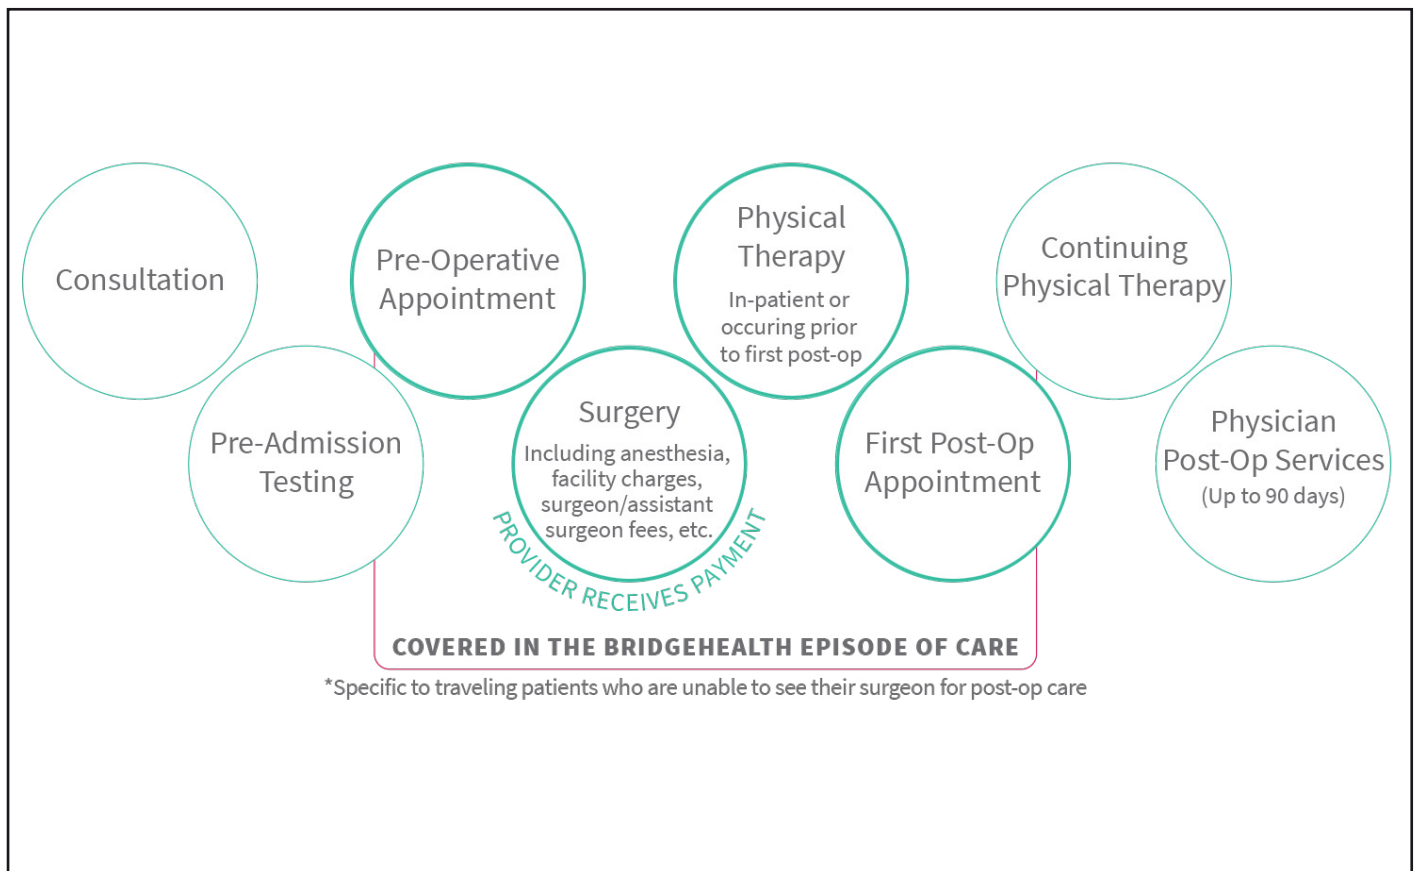 Consultation
Pre-Admission
Testing
Pre-Operative
Appointment
Surgery
Including anesthesia,
facility charges,
surgeon/assistant
surgeon fees, etc.
PROVIDER RECEIVES PAYMENT
Physical
Therapy
In-patient or
occuring prior
to first post-op
First Post-Op
Appointment
Continuing
Physical Therapy
Physician
Post-Op Services
(Up to 90 days)
COVERED IN THE BRIDGEHEALTH EPISODE OF CARE
*Specific to traveling patients who are unable to see their surgeon for post-op care